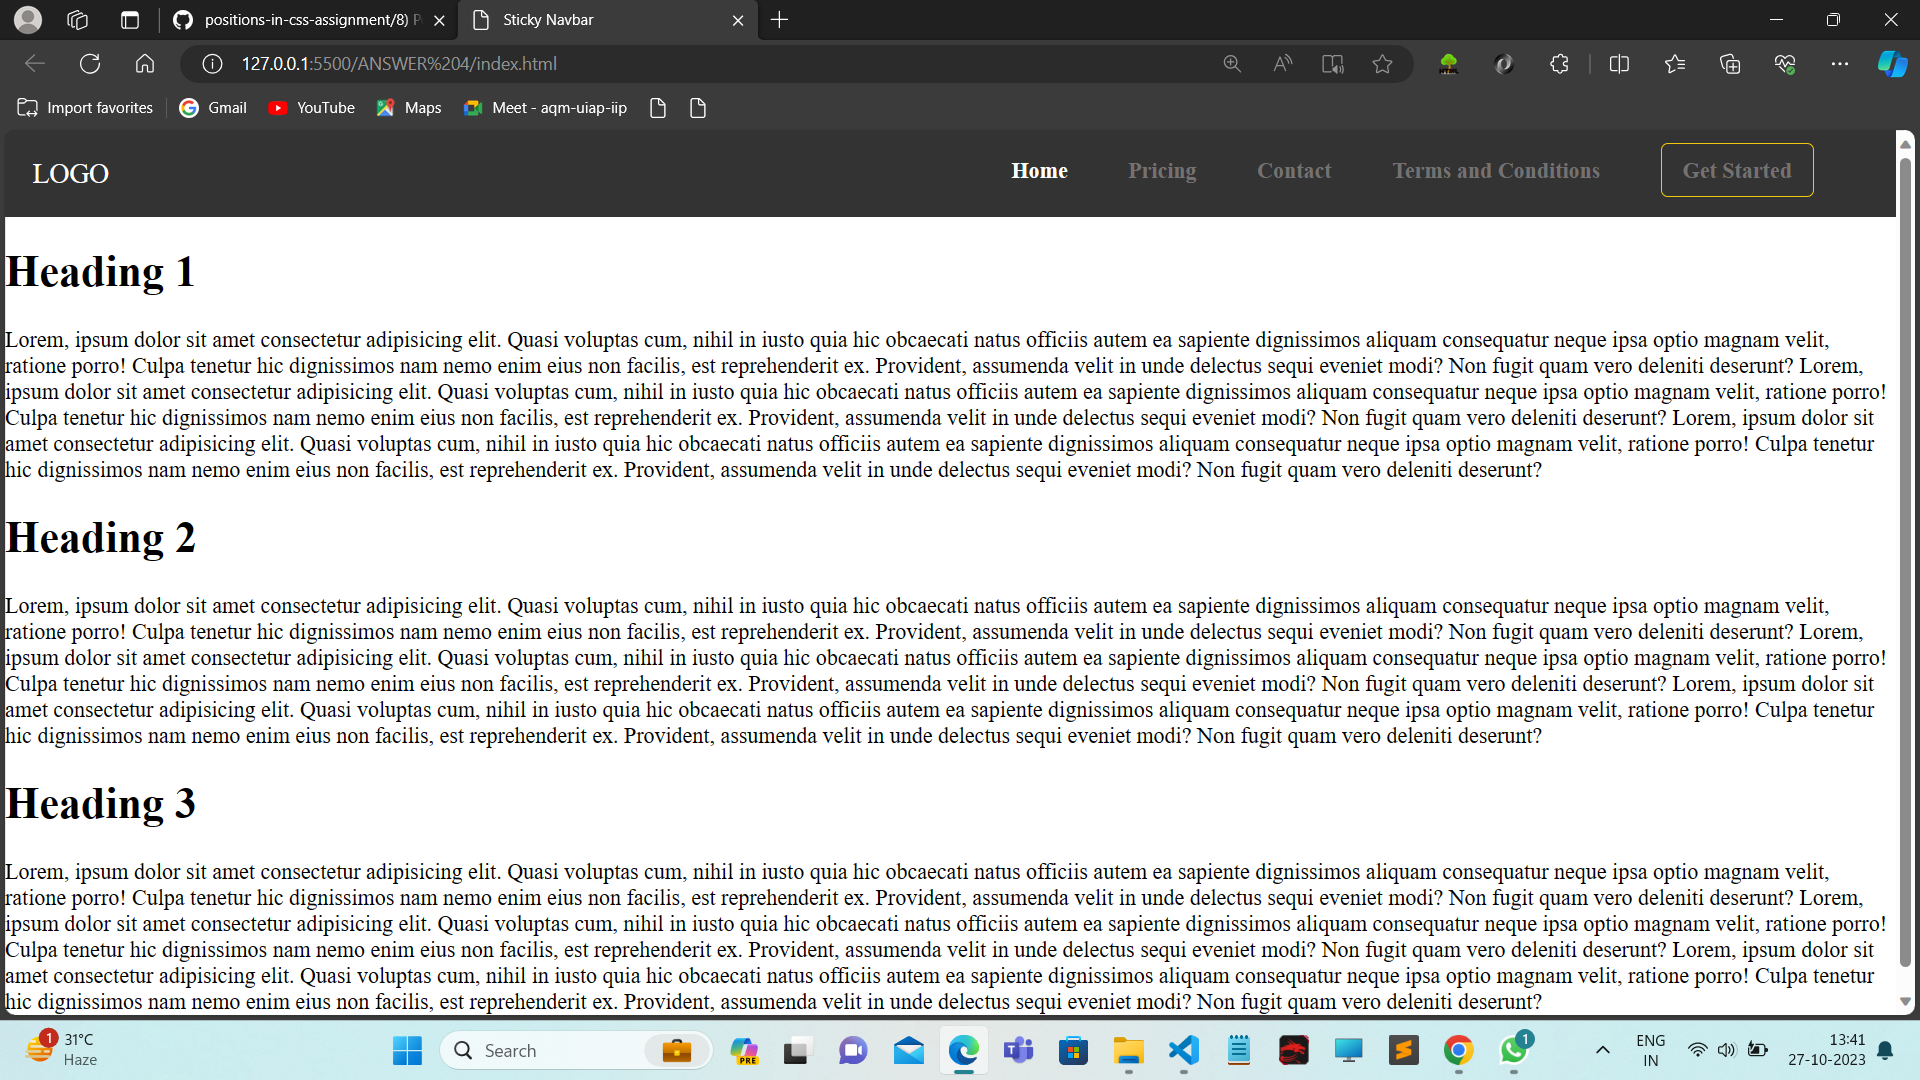 positions-in-css-assignment/8) P
Sticky Navbar
127.0.0.1:5500/ANSWER%204/index.html
Import favorites
Gmail
YouTube
Maps
Meet - aqm-uiap-iip
LOGO
Home
Pricing
Contact
Terms and Conditions
Get Started
Heading 1
Lorem, ipsum dolor sit amet consectetur adipisicing elit. Quasi voluptas cum, nihil in iusto quia hic obcaecati natus officiis autem ea sapiente dignissimos aliquam consequatur neque ipsa optio magnam velit,
ratione porro! Culpa tenetur hic dignissimos nam nemo enim eius non facilis, est reprehenderit ex. Provident, assumenda velit in unde delectus sequi eveniet modi? Non fugit quam vero deleniti deserunt? Lorem,
ipsum dolor sit amet consectetur adipisicing elit. Quasi voluptas cum, nihil in iusto quia hic obcaecati natus officiis autem ea sapiente dignissimos aliquam consequatur neque ipsa optio magnam velit, ratione porro!
Culpa tenetur hic dignissimos nam nemo enim eius non facilis, est reprehenderit ex. Provident, assumenda velit in unde delectus sequi eveniet modi? Non fugit quam vero deleniti deserunt? Lorem, ipsum dolor sit
amet consectetur adipisicing elit. Quasi voluptas cum, nihil in iusto quia hic obcaecati natus officiis autem ea sapiente dignissimos aliquam consequatur neque ipsa optio magnam velit, ratione porro! Culpa tenetur
hic dignissimos nam nemo enim eius non facilis, est reprehenderit ex. Provident, assumenda velit in unde delectus sequi eveniet modi? Non fugit quam vero deleniti deserunt?
Heading 2
Lorem, ipsum dolor sit amet consectetur adipisicing elit. Quasi voluptas cum, nihil in iusto quia hic obcaecati natus officiis autem ea sapiente dignissimos aliquam consequatur neque ipsa optio magnam velit,
ratione porro! Culpa tenetur hic dignissimos nam nemo enim eius non facilis, est reprehenderit ex. Provident, assumenda velit in unde delectus sequi eveniet modi? Non fugit quam vero deleniti deserunt? Lorem,
ipsum dolor sit amet consectetur adipisicing elit. Quasi voluptas cum, nihil in iusto quia hic obcaecati natus officiis autem ea sapiente dignissimos aliquam consequatur neque ipsa optio magnam velit, ratione porro!
Culpa tenetur hic dignissimos nam nemo enim eius non facilis, est reprehenderit ex. Provident, assumenda velit in unde delectus sequi eveniet modi? Non fugit quam vero deleniti deserunt? Lorem, ipsum dolor sit
amet consectetur adipisicing elit. Quasi voluptas cum, nihil in iusto quia hic obcaecati natus officiis autem ea sapiente dignissimos aliquam consequatur neque ipsa optio magnam velit, ratione porro! Culpa tenetur
hic dignissimos nam nemo enim eius non facilis, est reprehenderit ex. Provident, assumenda velit in unde delectus sequi eveniet modi? Non fugit quam vero deleniti deserunt?
Heading 3
Lorem, ipsum dolor sit amet consectetur adipisicing elit. Quasi voluptas cum, nihil in iusto quia hic obcaecati natus officiis autem ea sapiente dignissimos aliquam consequatur neque ipsa optio magnam velit,
ratione porro! Culpa tenetur hic dignissimos nam nemo enim eius non facilis, est reprehenderit ex. Provident, assumenda velit in unde delectus sequi eveniet modi? Non fugit quam vero deleniti deserunt? Lorem,
ipsum dolor sit amet consectetur adipisicing elit. Quasi voluptas cum, nihil in iusto quia hic obcaecati natus officiis autem ea sapiente dignissimos aliquam consequatur neque ipsa optio magnam velit, ratione porro!
Culpa tenetur hic dignissimos nam nemo enim eius non facilis, est reprehenderit ex. Provident, assumenda velit in unde delectus sequi eveniet modi? Non fugit quam vero deleniti deserunt? Lorem, ipsum dolor sit
amet consectetur adipisicing elit. Quasi voluptas cum, nihil in iusto quia hic obcaecati natus officiis autem ea sapiente dignissimos aliquam consequatur neque ipsa optio magnam velit, ratione porro! Culpa tenetur
hic dignissimos nam nemo enim eius non facilis, est reprehenderit ex. Provident, assumenda velit in unde delectus sequi eveniet modi? Non fugit quam vero deleniti deserunt?
1
31°C
Haze
Search
PRE
1
ENG
IN
13:41
27-10-2023